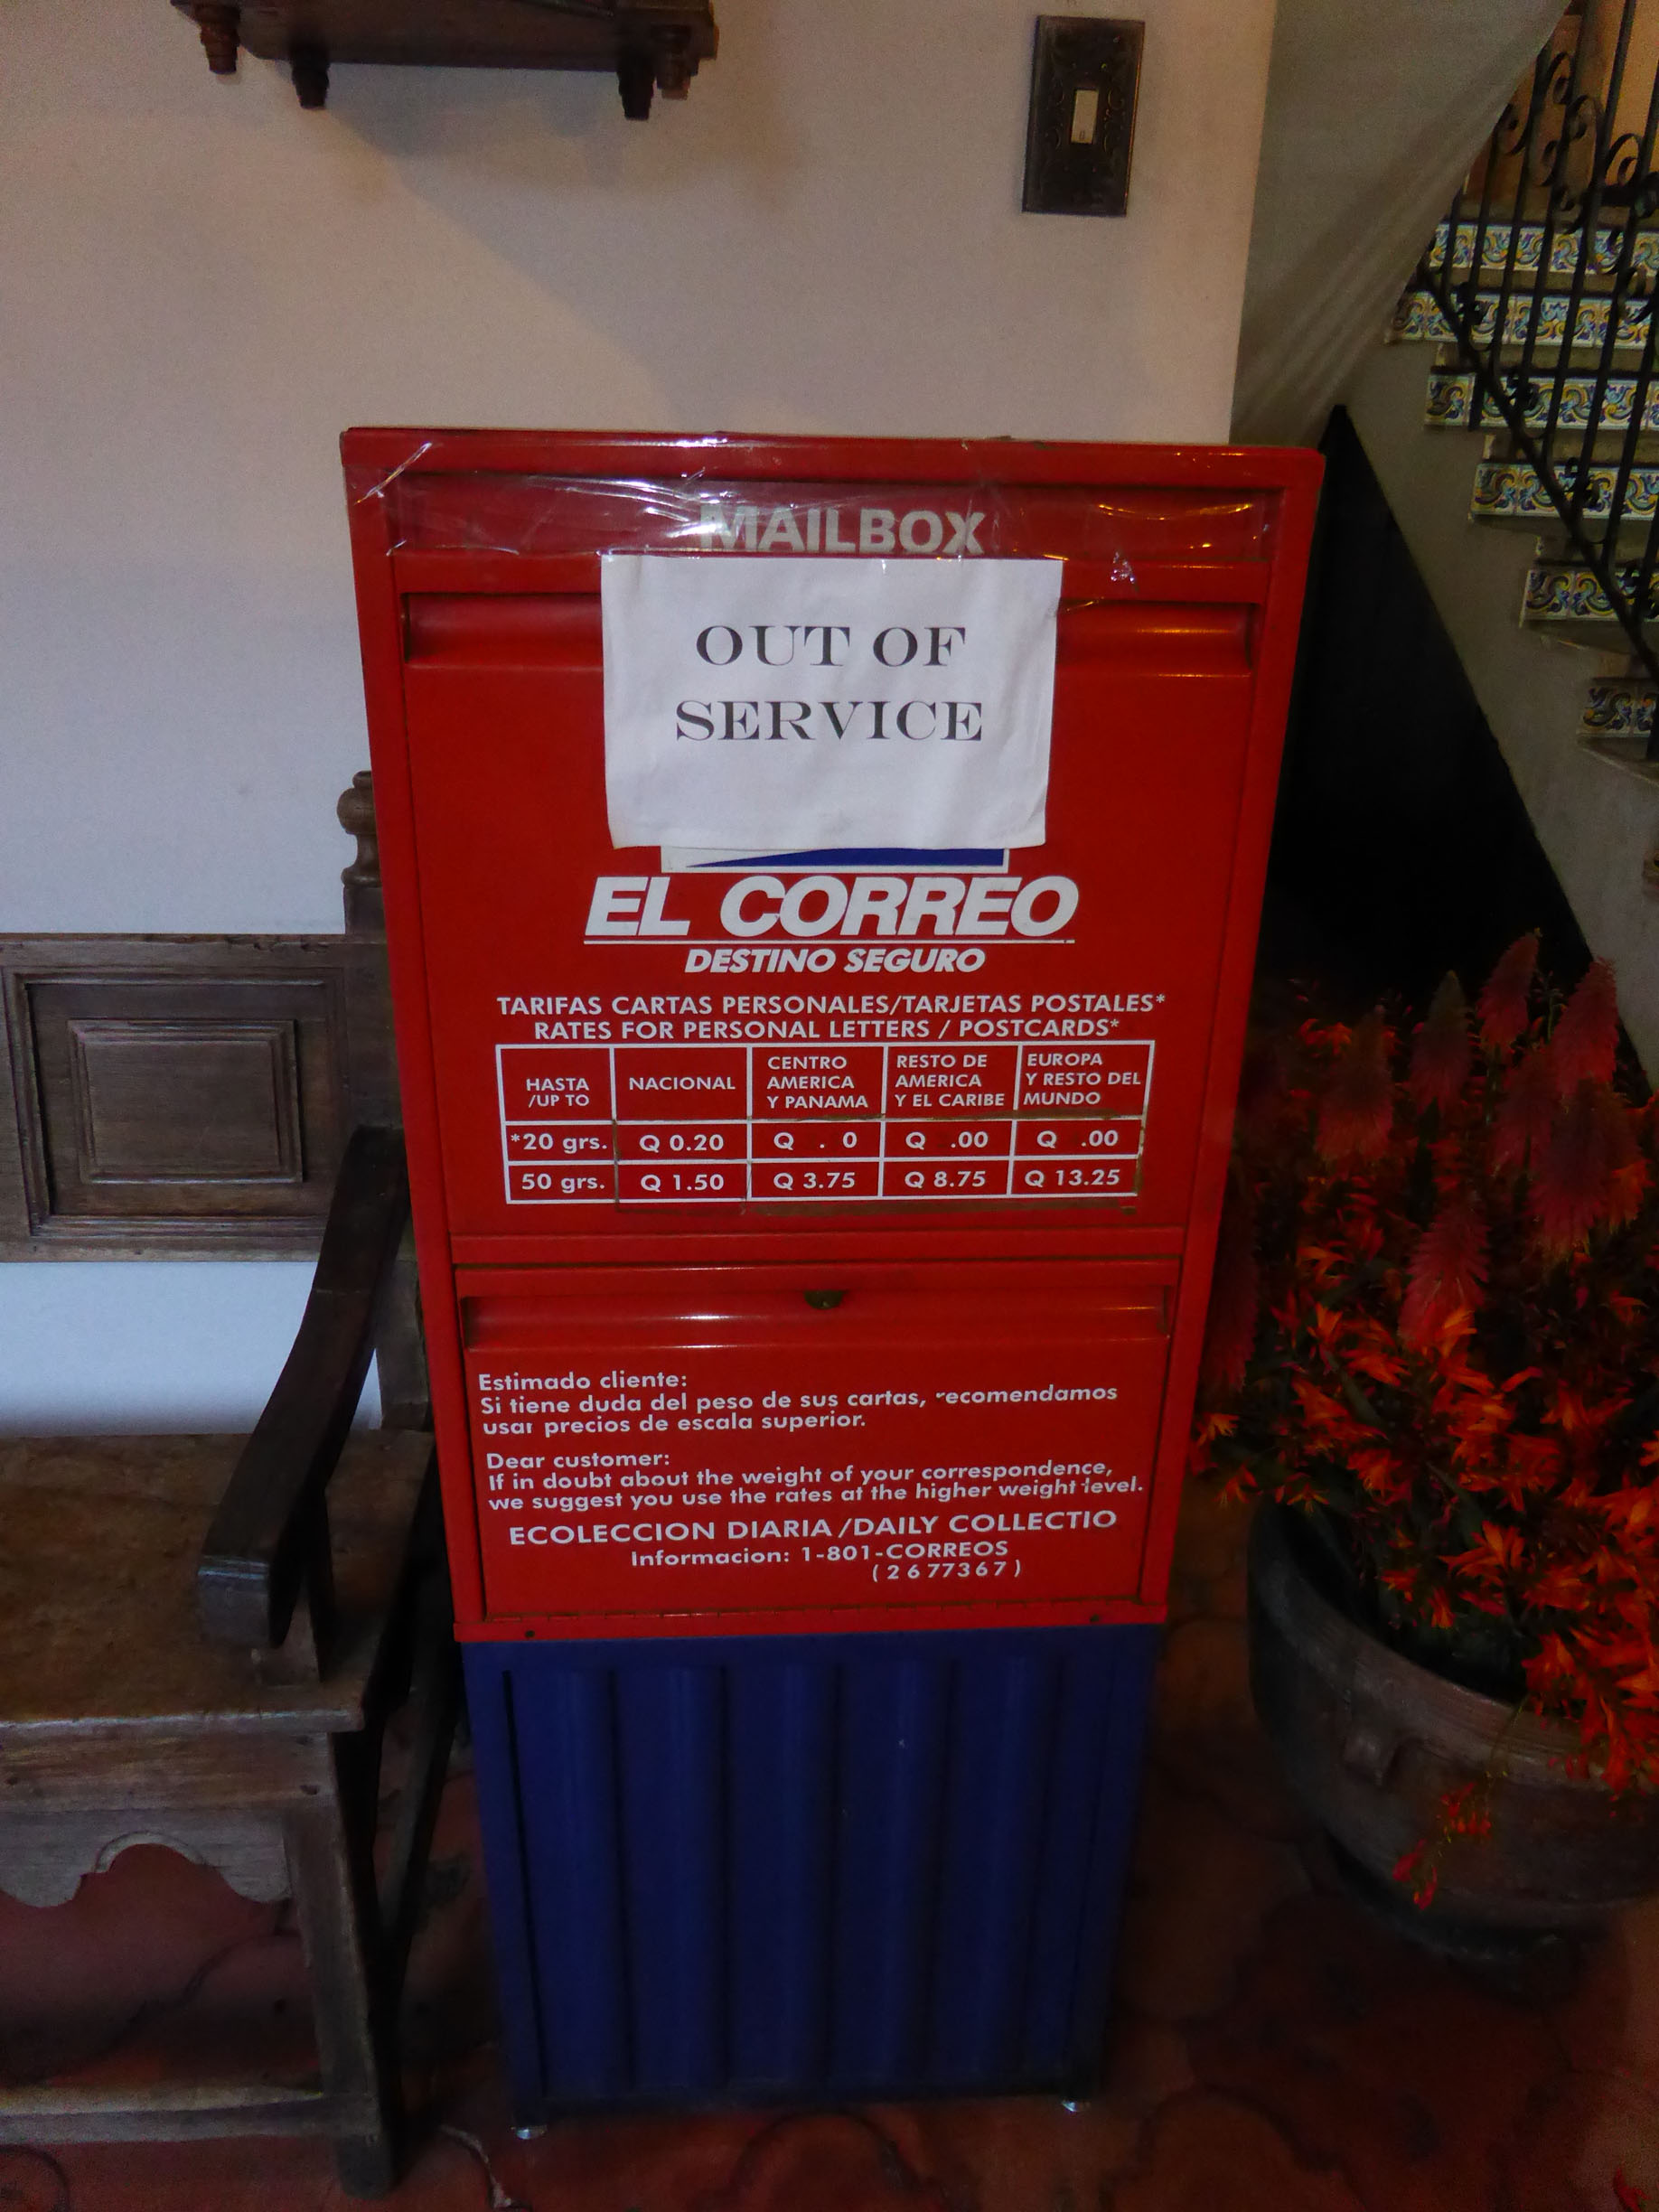 MAILBOX
OUT OF
SERVICE
EL CORREO
DESTINO SEGURO
TARIFAS CARTAS PERSONALES/TARJETAS POSTALES*
RATES FOR PERSONAL LETTERS / POSTCARDS*
HASTA /UP TO NACIONAL CENTRO AMERICA Y PANAMA RESTO DE AMERICA Y EL CARIBE EUROPA Y RESTO DEL MUNDO
*20 grs. Q 0.20 Q . 0 Q .00 Q .00
50 grs. Q 1.50 Q 3.75 Q 8.75 Q 13.25
Estimado cliente:
Si tiene duda del peso de sus cartas, ecomendamos
usar precios de escala superior.
Dear customer:
If in doubt about the weight of your correspondence,
we suggest you use the rates at the higher weight level.
ECOLECCION DIARIA /DAILY COLLECTIO
Informacion: 1-801-CORREOS
( 2 6 77367 )